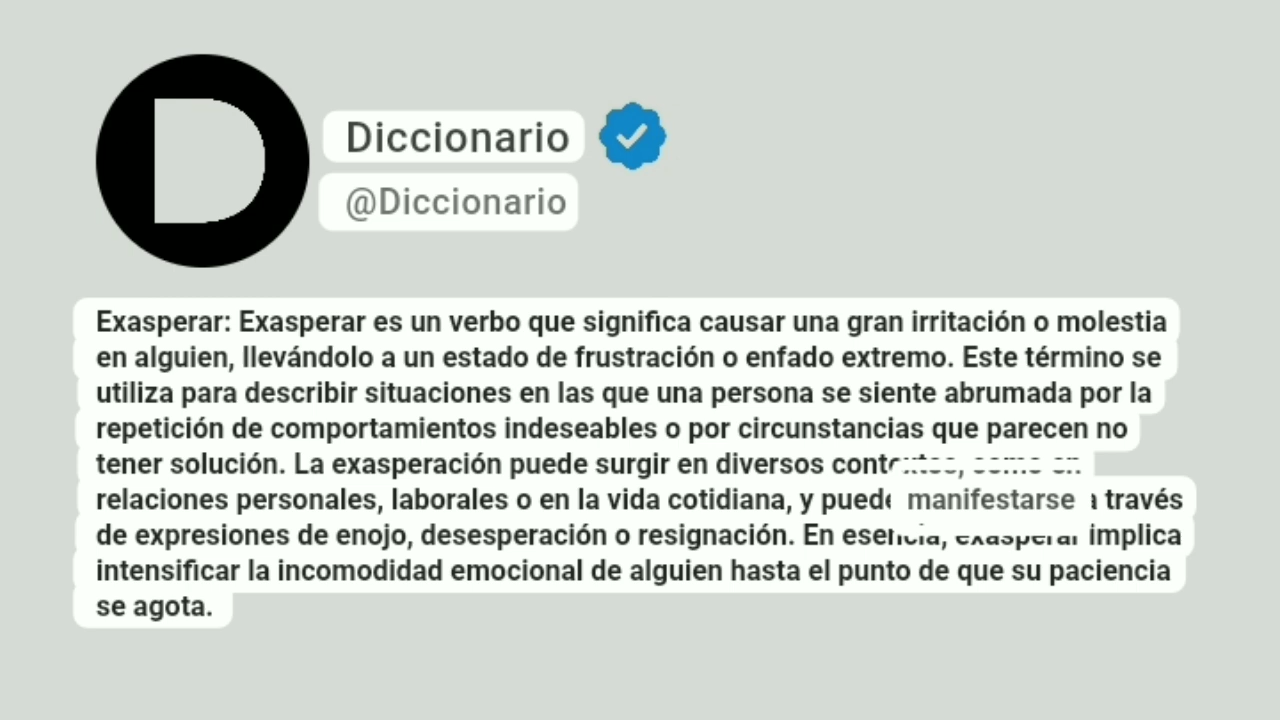 D
Diccionario
@Diccionario
Exasperar: Exasperar es un verbo que significa causar una gran irritación o molestia
en alguien, llevándolo a un estado de frustración o enfado extremo. Este término se
utiliza para describir situaciones en las que una persona se siente abrumada por la
repetición de comportamientos indeseables o por circunstancias que parecen no
tener solución. La exasperación puede surgir en diversos contextos, como en
relaciones personales, laborales o en la vida cotidiana, y puede manifestarse a través
de expresiones de enojo, desesperación o resignación. En esencia, exasperar implica
intensificar la incomodidad emocional de alguien hasta el punto de que su paciencia
se agota.